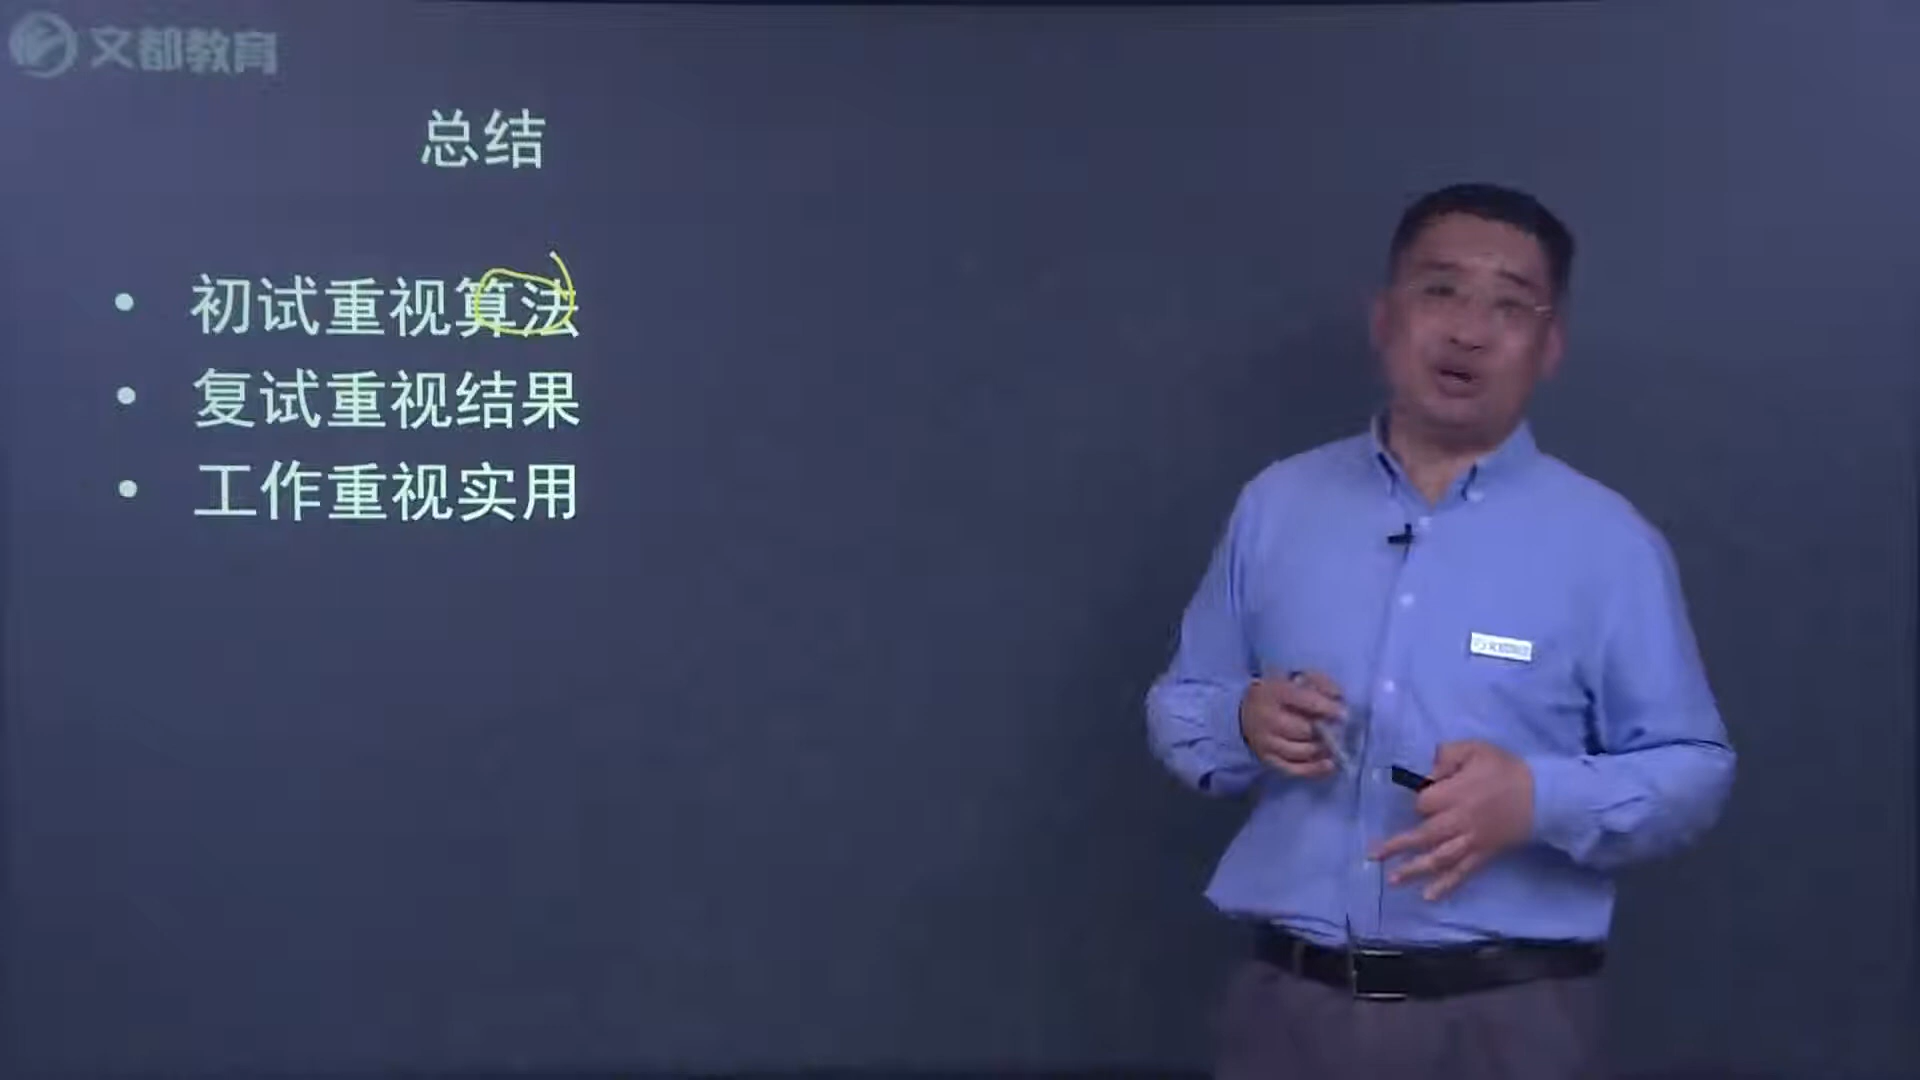 文都教育
总结
• 初试重视算法
• 复试重视结果
• 工作重视实用